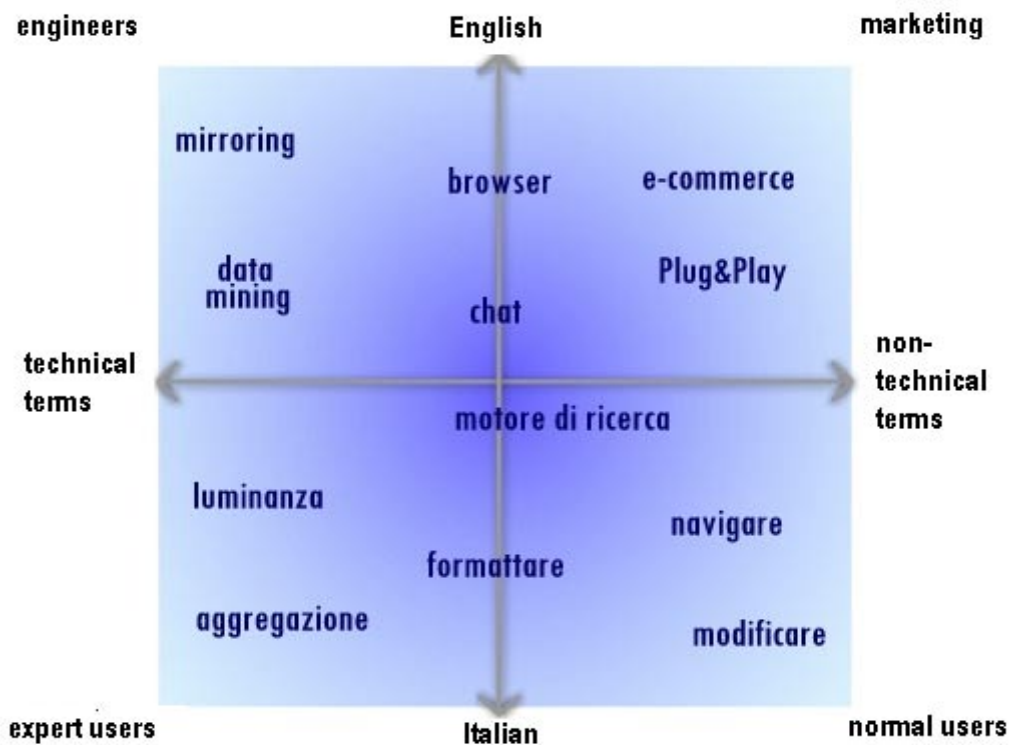 engineers
English
marketing
mirroring
browser
e-commerce
data
mining
Plug&Play
chat
technical
terms
non-
technical
terms
motore di ricerca
luminanza
navigare
formattare
aggregazione
modificare
expert users
Italian
normal users